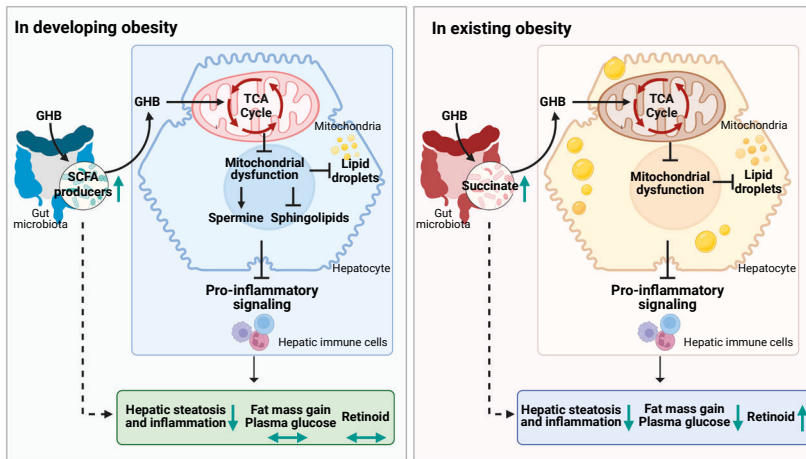 In developing obesity
GHB
SCFA
producers
Gut
microbiota
GHB
TCA
Cycle
Mitochondria
Mitochondrial
dysfunction
Lipid
droplets
Spermine
Sphingolipids
Hepatocyte
Pro-inflammatory
signaling
Hepatic immune cells
Hepatic steatosis
and inflammation
Fat mass gain
Plasma glucose
Retinoid
In existing obesity
GHB
Succinate
Gut
microbiota
GHB
TCA
Cycle
Mitochondria
Mitochondrial
dysfunction
Lipid
droplets
Hepatocyte
Pro-inflammatory
signaling
Hepatic immune cells
Hepatic steatosis
and inflammation
Fat mass gain
Plasma glucose
Retinoid